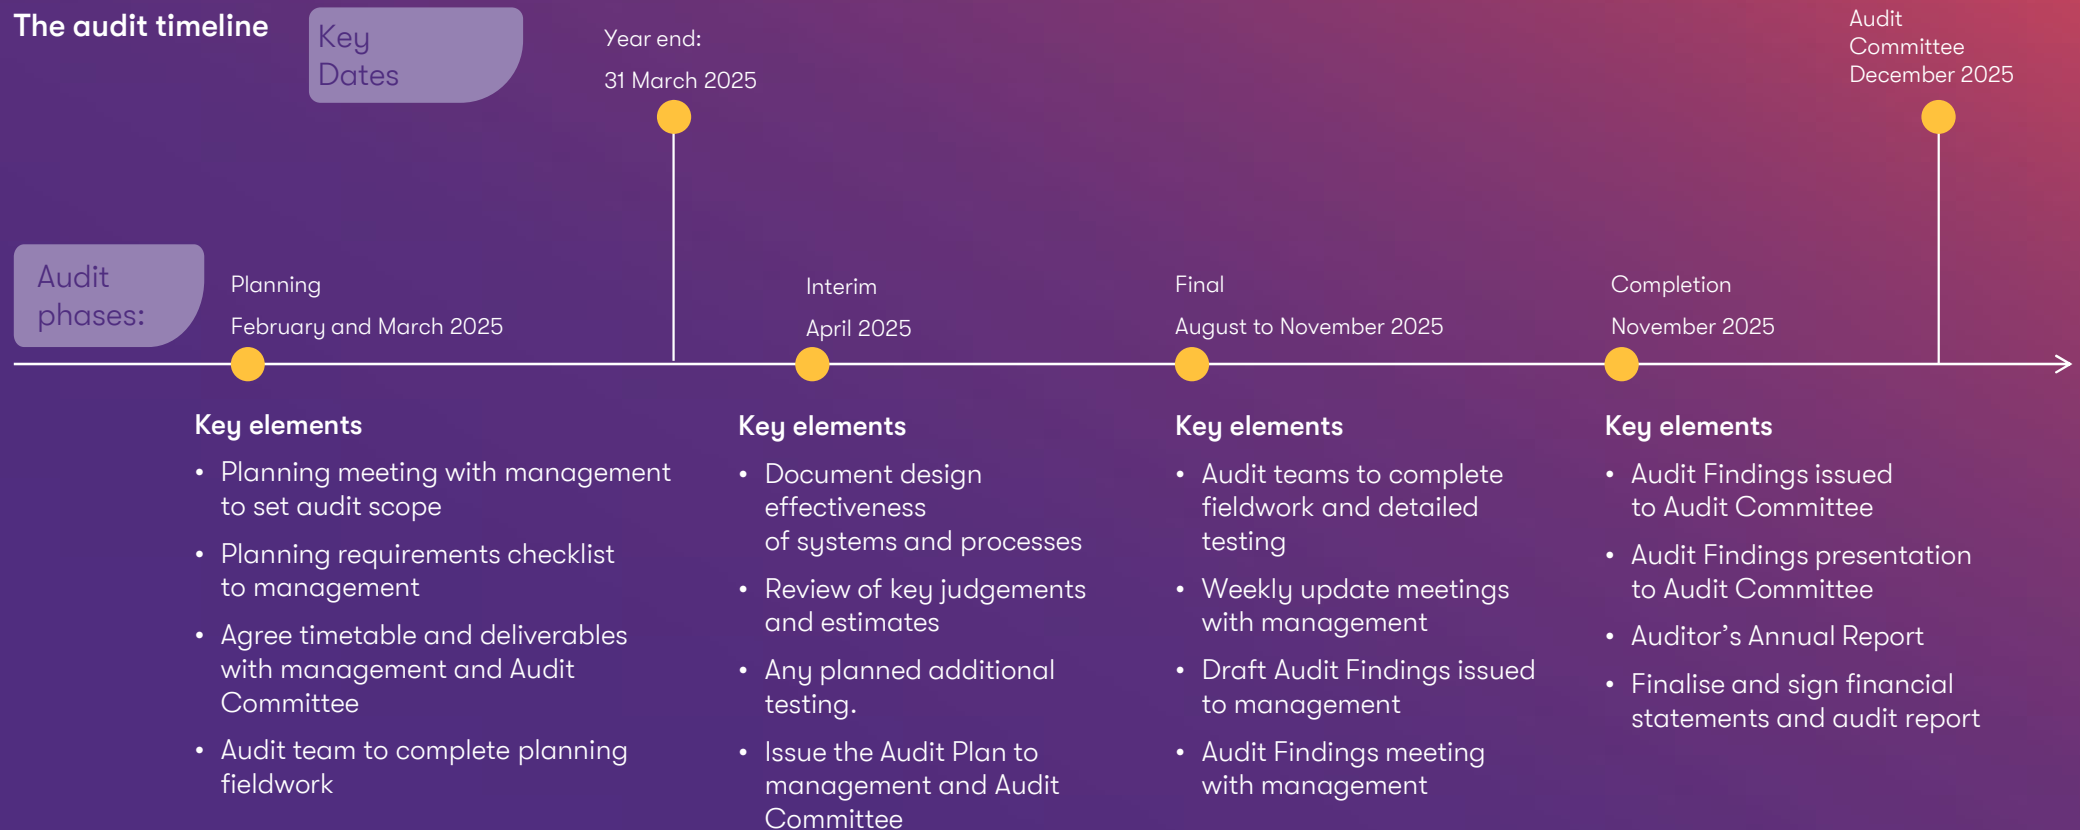 The audit timeline
Key
Dates
Year end:
31 March 2025
Audit
Committee
December 2025
Audit
phases:
Planning
February and March 2025
Interim
April 2025
Final
August to November 2025
Completion
November 2025
Key elements
• Planning meeting with management
to set audit scope
• Planning requirements checklist
to management
• Agree timetable and deliverables
with management and Audit
Committee
• Audit team to complete planning
fieldwork
Key elements
• Document design
effectiveness
of systems and processes
• Review of key judgements
and estimates
• Any planned additional
testing.
• Issue the Audit Plan to
management and Audit
Committee
Key elements
• Audit teams to complete
fieldwork and detailed
testing
• Weekly update meetings
with management
• Draft Audit Findings issued
to management
• Audit Findings meeting
with management
Key elements
• Audit Findings issued
to Audit Committee
• Audit Findings presentation
to Audit Committee
• Auditor’s Annual Report
• Finalise and sign financial
statements and audit report